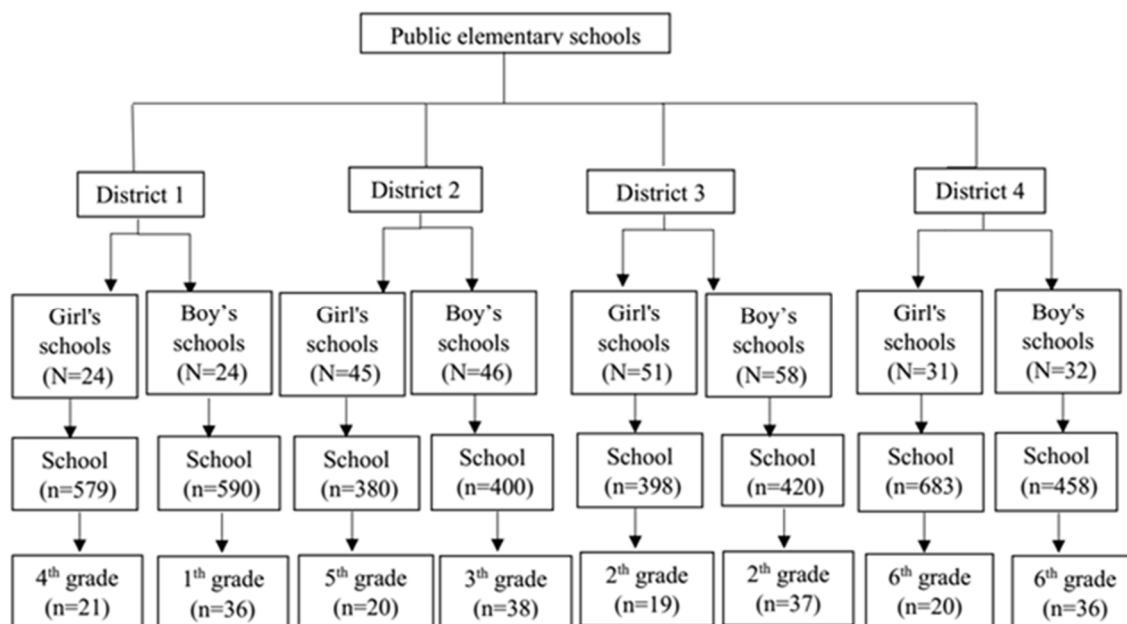 Public elementary schools
District 1
District 2
District 3
District 4
Girl's
schools
(N=24)
Boy’s
schools
(N=24)
Girl's
schools
(N=45)
Boy’s
schools
(N=46)
Girl's
schools
(N=51)
Boy’s
schools
(N=58)
Girl's
schools
(N=31)
Boy's
schools
(N=32)
School
(n=579)
School
(n=590)
School
(n=380)
School
(n=400)
School
(n=398)
School
(n=420)
School
(n=683)
School
(n=458)
4th grade
(n=21)
1th grade
(n=36)
5th grade
(n=20)
3th grade
(n=38)
2th grade
(n=19)
2th grade
(n=37)
6th grade
(n=20)
6th grade
(n=36)